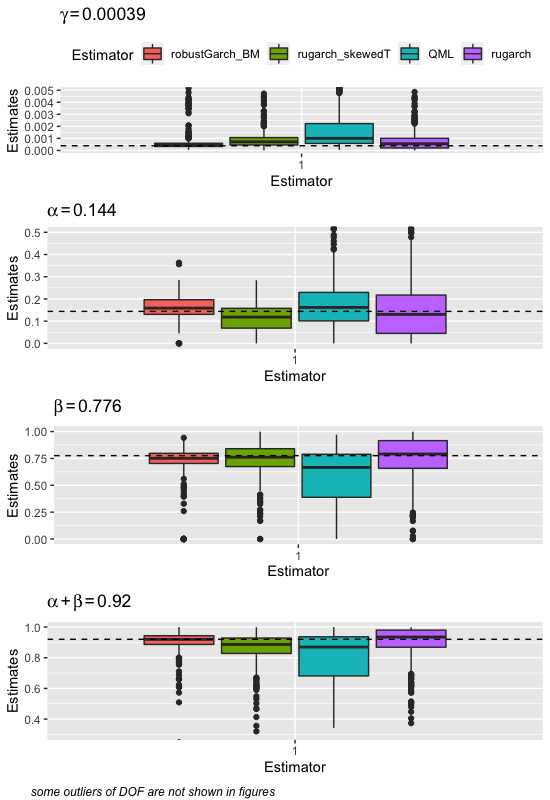 γ = 0.00039
Estimator robustGarch_BM rugarch_skewedT QML rugarch
Estimates
0.005
0.004
0.003
0.002
0.001
0.000
1
Estimator
α = 0.144
Estimates
0.5
0.4
0.3
0.2
0.1
0.0
1
Estimator
β = 0.776
Estimates
1.00
0.75
0.50
0.25
0.00
1
Estimator
α + β = 0.92
Estimates
1.0
0.8
0.6
0.4
1
Estimator
some outliers of DOF are not shown in figures